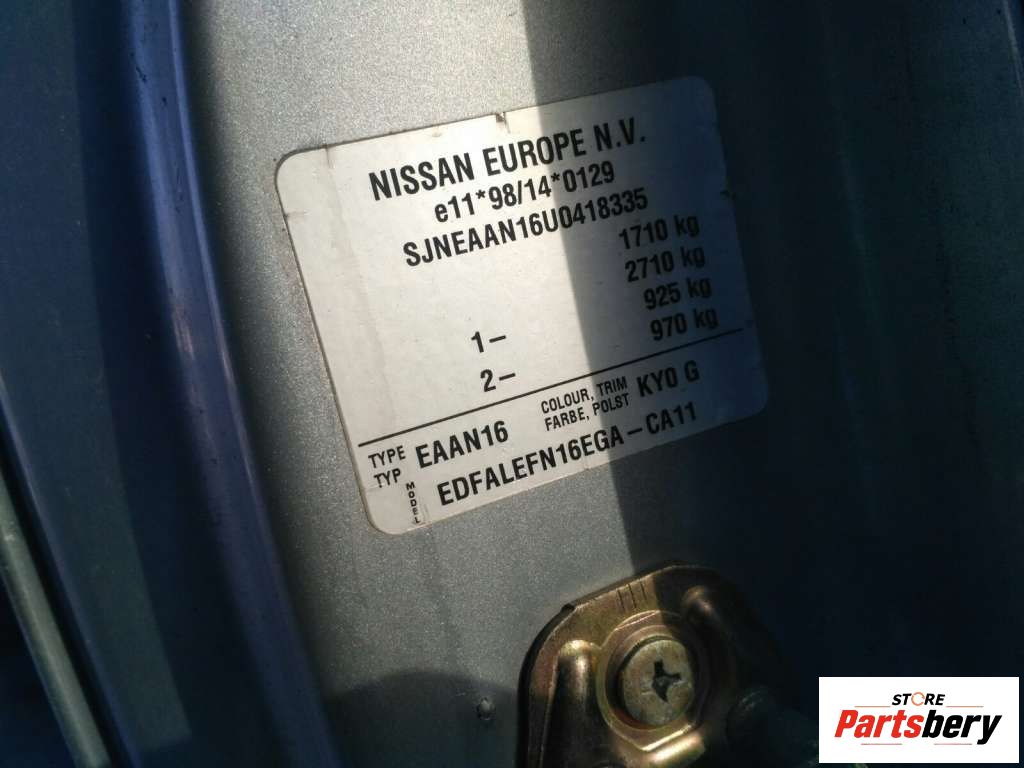 NISSAN EUROPE N.V.
e11*98/14*0129
SJNEAAN16U0418335
1710 kg
2710 kg
1– 925 kg
2– 970 kg
TYPE
TYP EAAN16 COLOUR, TRIM
FARBE, POLST KY0 G
MODEL EDFALEFN16EGA–CA11
STORE
Partsbery